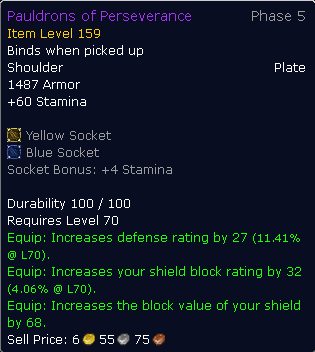 Pauldrons of Perseverance Phase 5
Item Level 159
Binds when picked up
Shoulder Plate
1487 Armor
+60 Stamina
Yellow Socket
Blue Socket
Socket Bonus: +4 Stamina
Durability 100 / 100
Requires Level 70
Equip: Increases defense rating by 27 (11.41%
@ L70).
Equip: Increases your shield block rating by 32
(4.06% @ L70).
Equip: Increases the block value of your shield
by 68.
Sell Price: 6 55 75